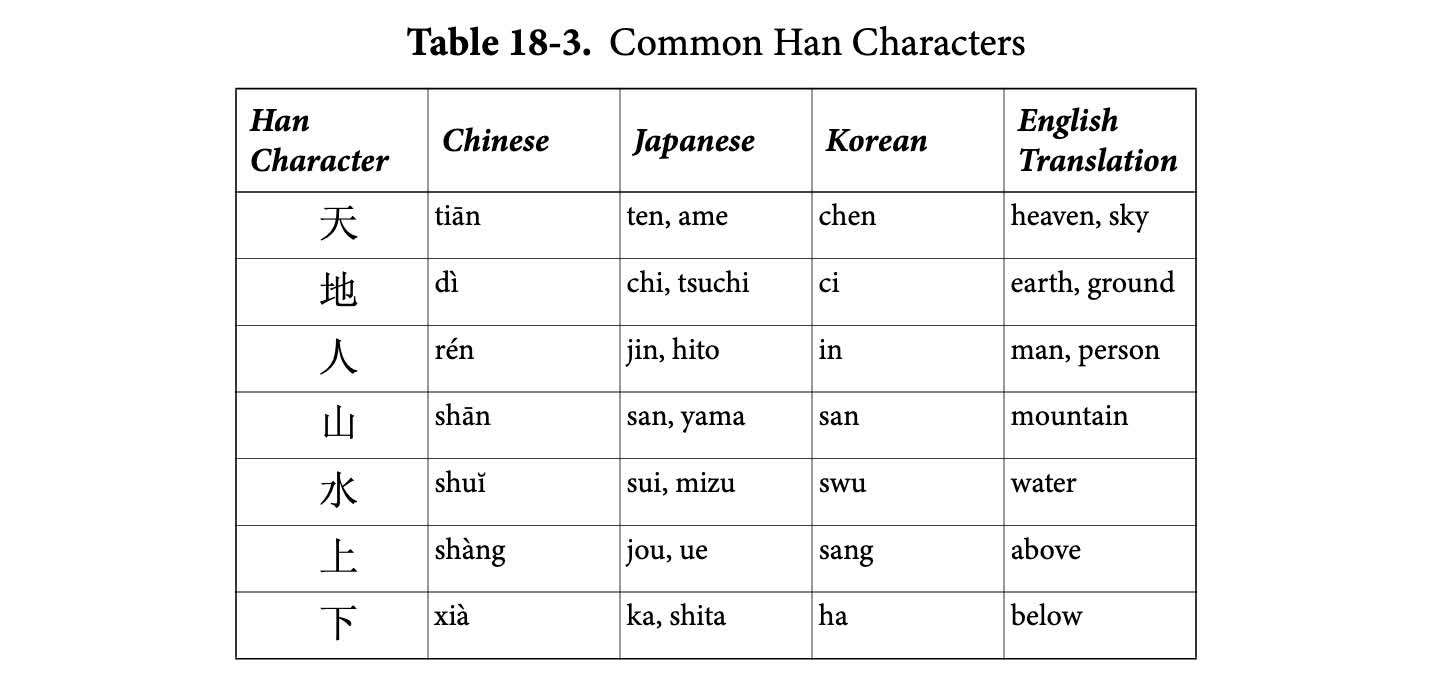 Table 18-3. Common Han Characters
Han Character Chinese Japanese Korean English Translation
天 tiān ten, ame chen heaven, sky
地 dì chi, tsuchi ci earth, ground
人 rén jin, hito in man, person
山 shān san, yama san mountain
水 shuĭ sui, mizu swu water
上 shàng jou, ue sang above
下 xià ka, shita ha below